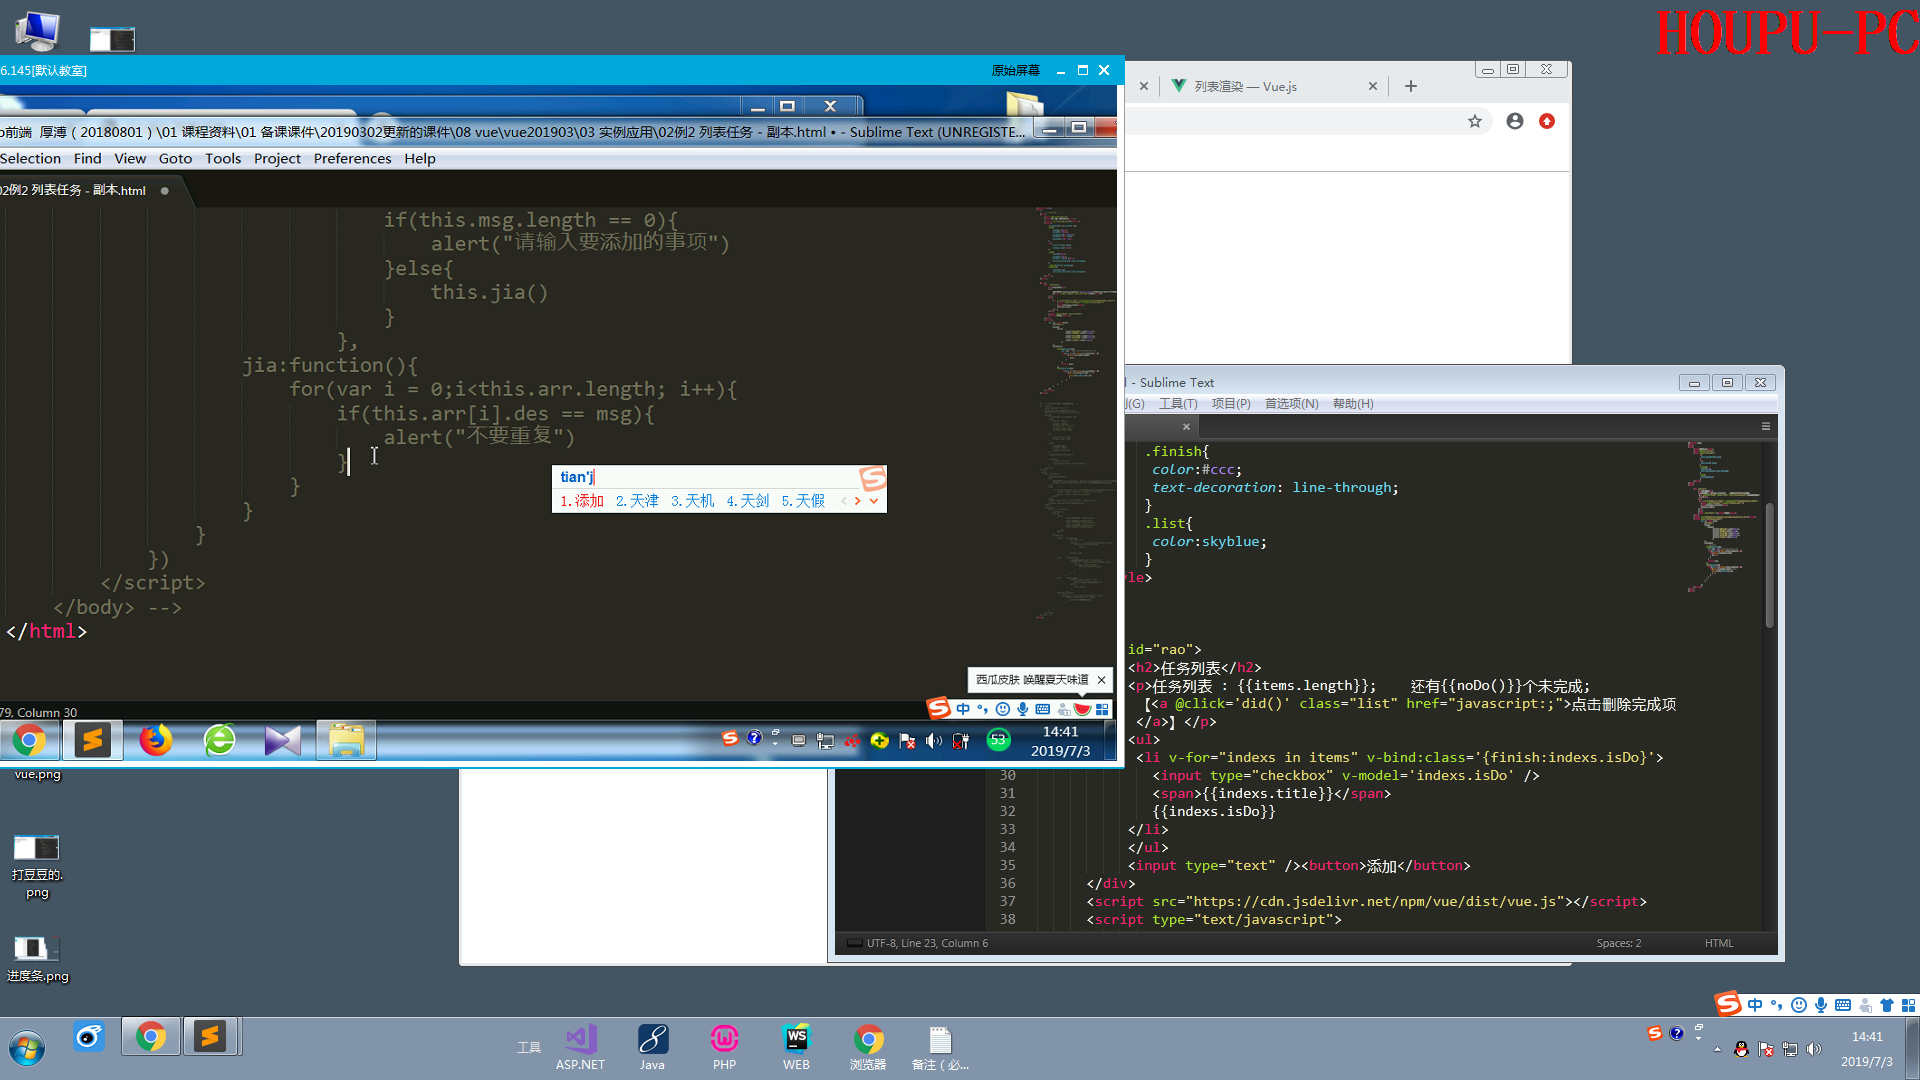 HOUPU-PC
6.145[默认教室]
原始屏幕
列表渲染 — Vue.js
前端 厚溥 ( 20180801 ) \01 课程资料\01 备课课件\20190302更新的课件\08 vue\vue201903\03 实例应用\02例2 列表任务 - 副本.html • - Sublime Text (UNREGISTE...
Selection Find View Goto Tools Project Preferences Help
02例2 列表任务 - 副本.html
if(this.msg.length == 0){
alert("请输入要添加的事项")
}else{
this.jia()
}
},
jia:function(){
for(var i = 0;i<this.arr.length; i++){
if(this.arr[i].des == msg){
alert("不要重复")
}
}
}
}
})
</script>
</body> -->
</html>
tian'j
1.添加 2.天津 3.天机 4.天剑 5.天假
西瓜皮肤 唤醒夏天味道
79, Column 30
中
53
14:41
2019/7/3
- Sublime Text
(G) 工具(T) 项目(P) 首选项(N) 帮助(H)
.finish{
color:#ccc;
text-decoration: line-through;
}
.list{
color:skyblue;
}
le>
id="rao">
<h2>任务列表</h2>
<p>任务列表 : {{items.length}}; 还有{{noDo()}}个未完成;
【<a @click='did()' class="list" href="javascript:;">点击删除完成项
</a>】</p>
<ul>
<li v-for="indexs in items" v-bind:class='{finish:indexs.isDo}'>
30 <input type="checkbox" v-model='indexs.isDo' />
31 <span>{{indexs.title}}</span>
32 {{indexs.isDo}}
33 </li>
34 </ul>
35 <input type="text" /><button>添加</button>
36 </div>
37 <script src="https://cdn.jsdelivr.net/npm/vue/dist/vue.js"></script>
38 <script type="text/javascript">
UTF-8, Line 23, Column 6
Spaces: 2
HTML
vue.png
打豆豆的.
png
进度条.png
中
工具
ASP.NET
Java
PHP
WEB
浏览器
备注 ( 必...
14:41
2019/7/3